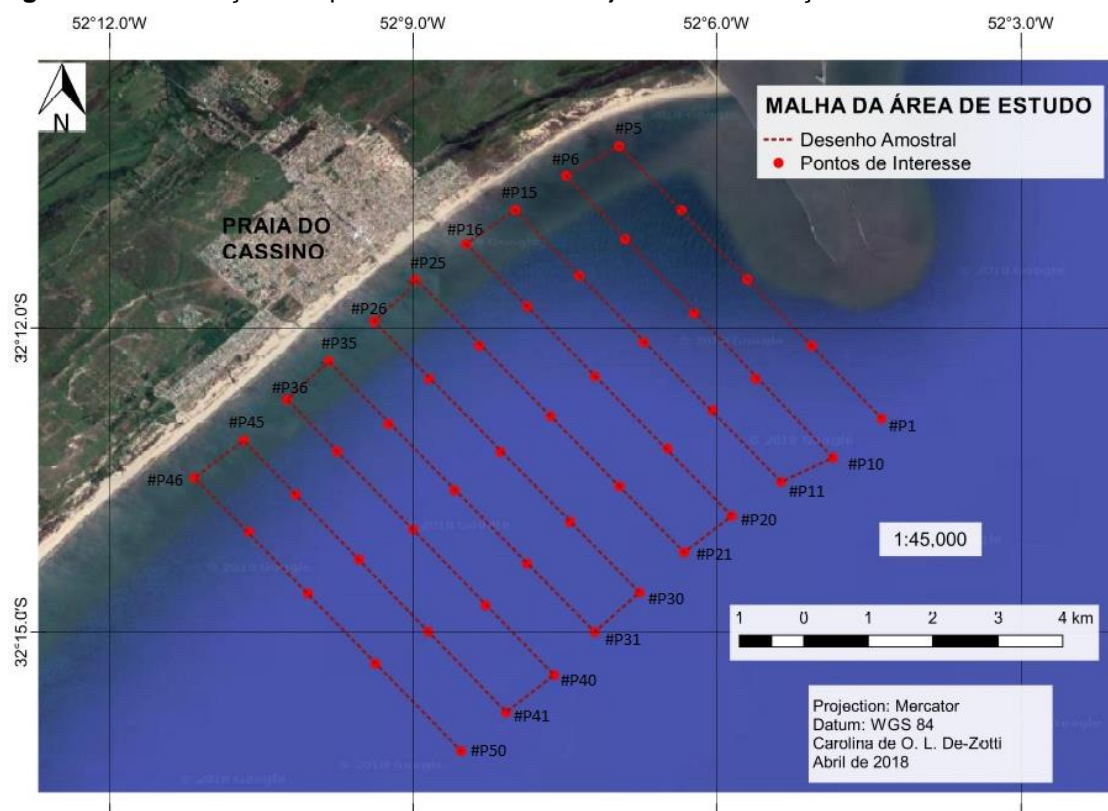 52°12.0'W
52°9.0'W
52°6.0'W
52°3.0'W
N
MALHA DA ÁREA DE ESTUDO
Desenho Amostral
Pontos de Interesse
#P5
#P6
#P15
#P16
PRAIA DO
CASSINO
#P25
#P26
32°12.0'S
#P35
#P36
#P1
#P45
#P10
#P46
#P11
#P20
1:45,000
#P21
#P30
1 0 1 2 3 4 km
32°15.0'S
#P31
#P40
#P41
#P50
Projection: Mercator
Datum: WGS 84
Carolina de O. L. De-Zotti
Abril de 2018